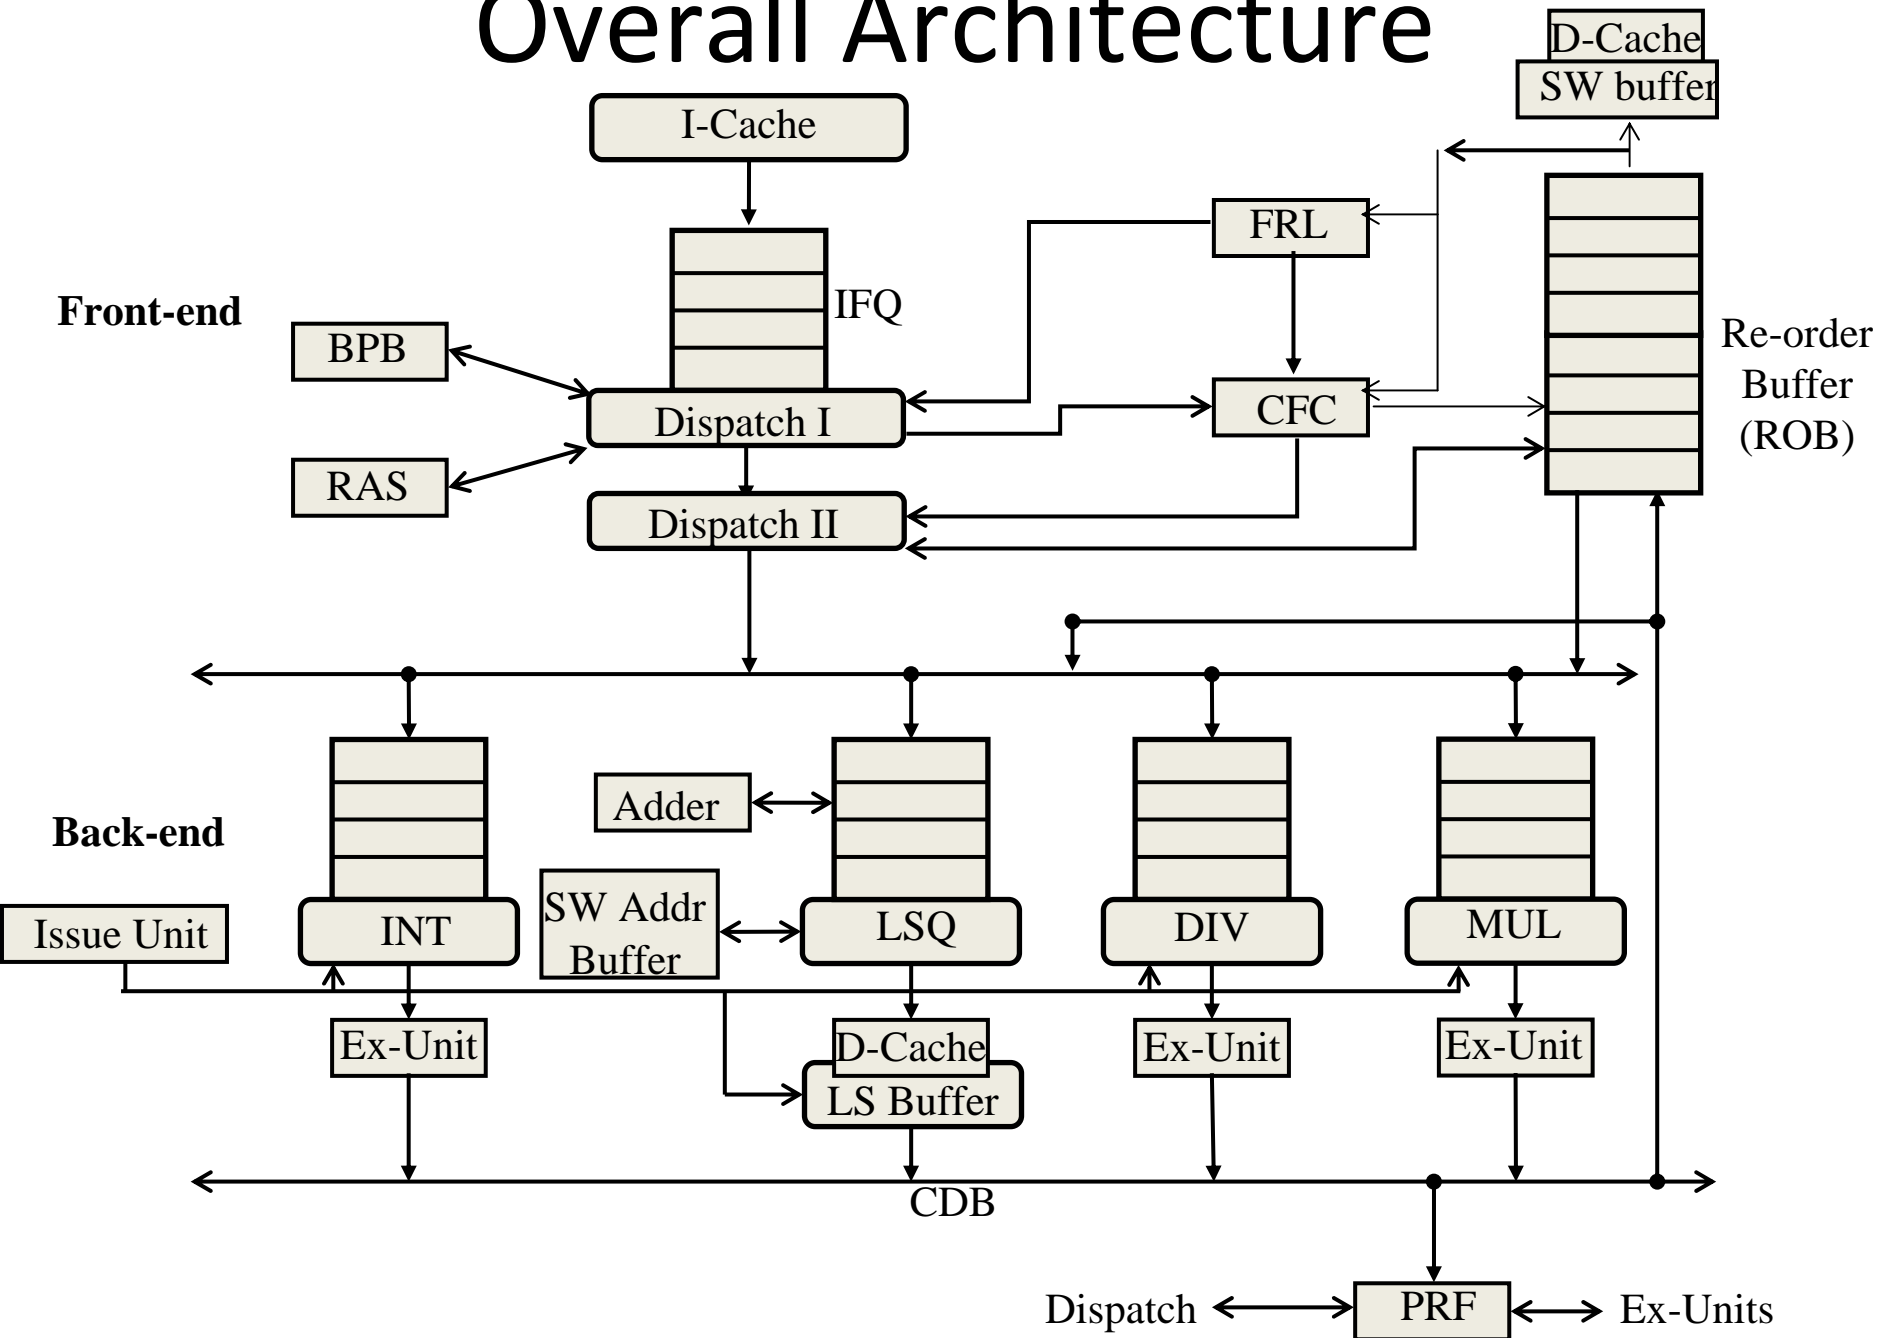 Overall Architecture
D-Cache
SW buffer
I-Cache
FRL
IFQ
Front-end
BPB
Re-order
Buffer
(ROB)
CFC
Dispatch I
RAS
Dispatch II
Adder
Back-end
SW Addr
Buffer
Issue Unit
INT
LSQ
DIV
MUL
Ex-Unit
D-Cache
Ex-Unit
Ex-Unit
LS Buffer
CDB
Dispatch
PRF
Ex-Units